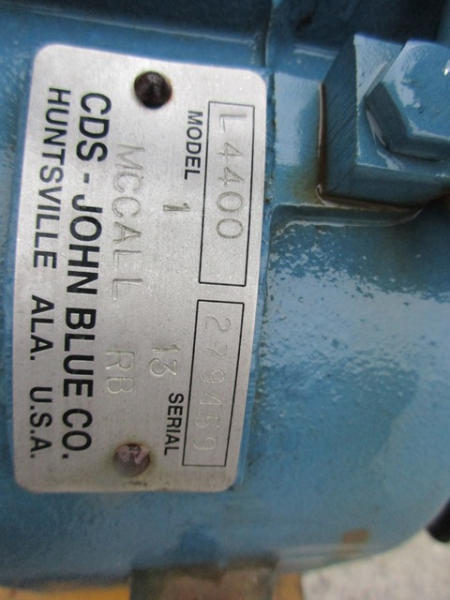 L4400 279459
MODEL SERIAL
1 13
MCCALL RB
CDS - JOHN BLUE CO.
HUNTSVILLE ALA. U.S.A.